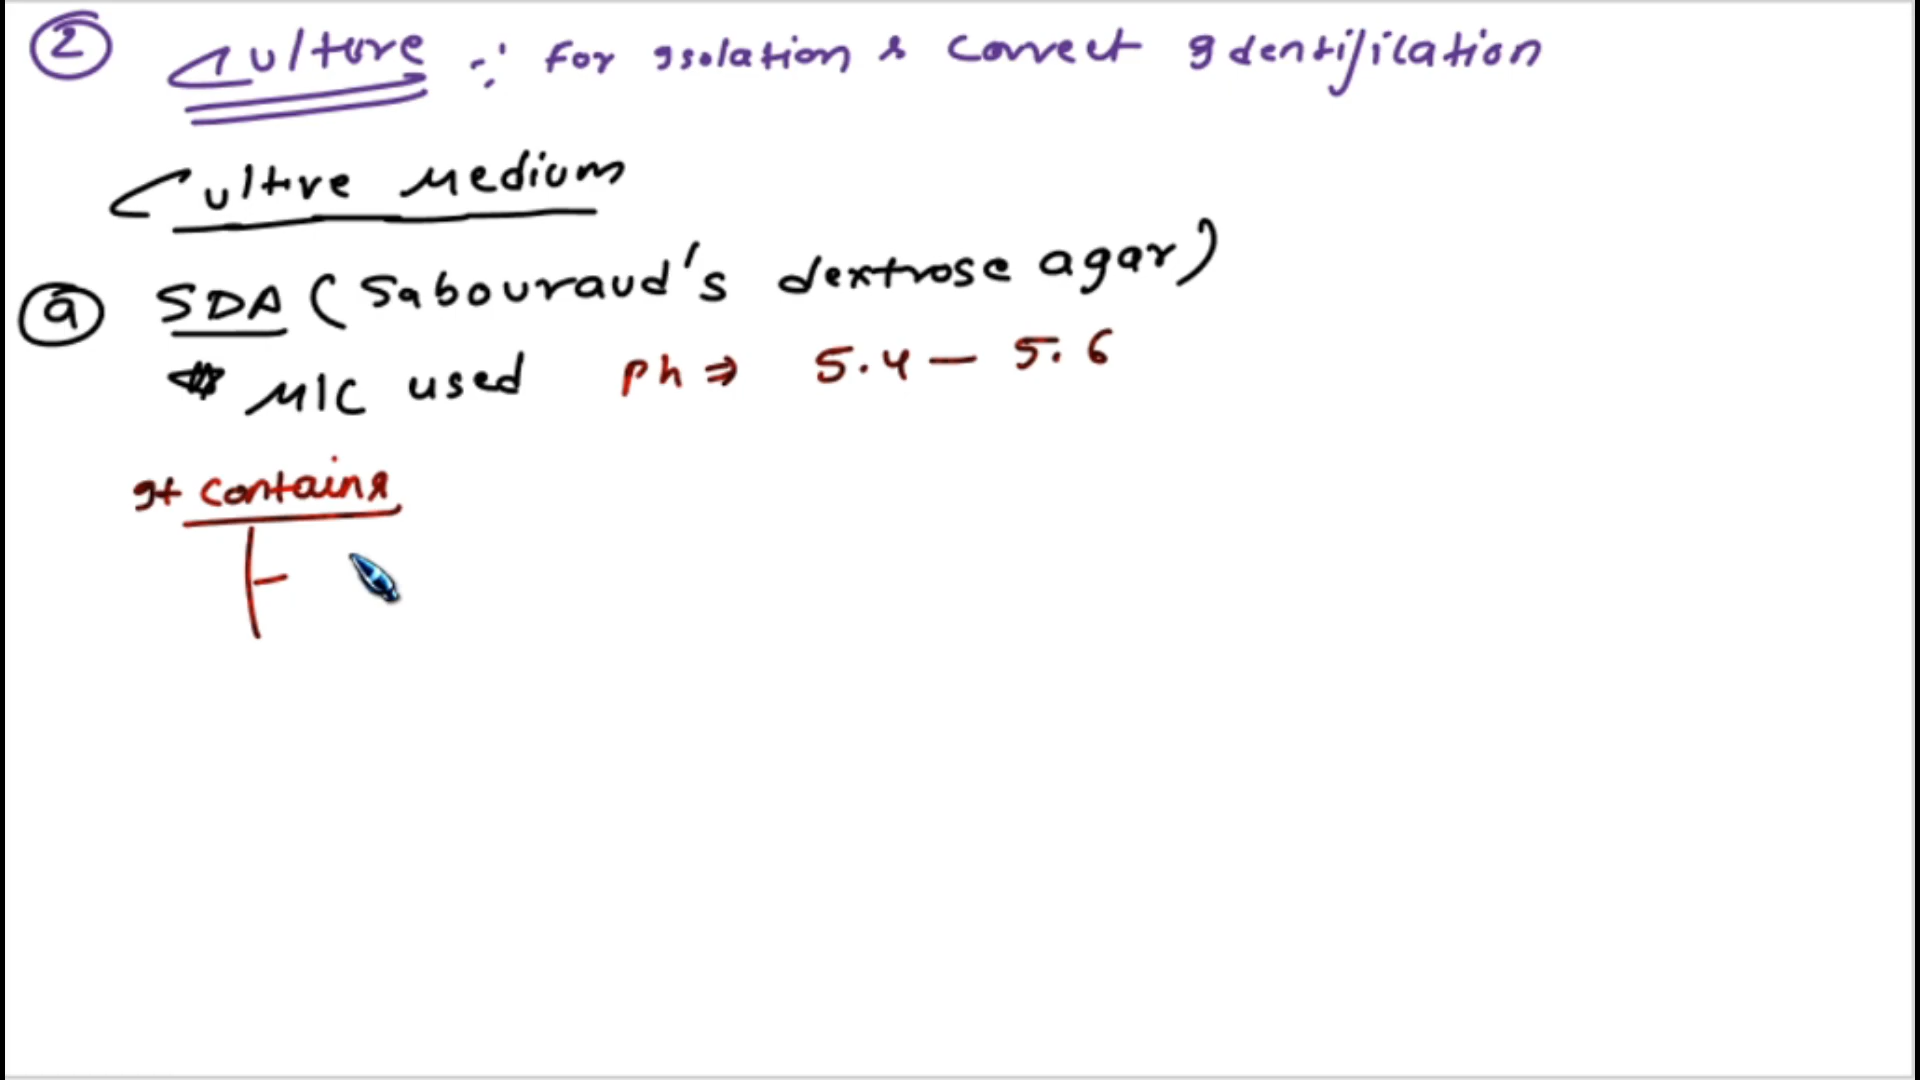 2 Culture : For Isolation & Correct Identification
Culture Medium
a SDA (Sabouraud's dextrose agar)
# M/C used ph ⇒ 5.4 – 5.6
It contains